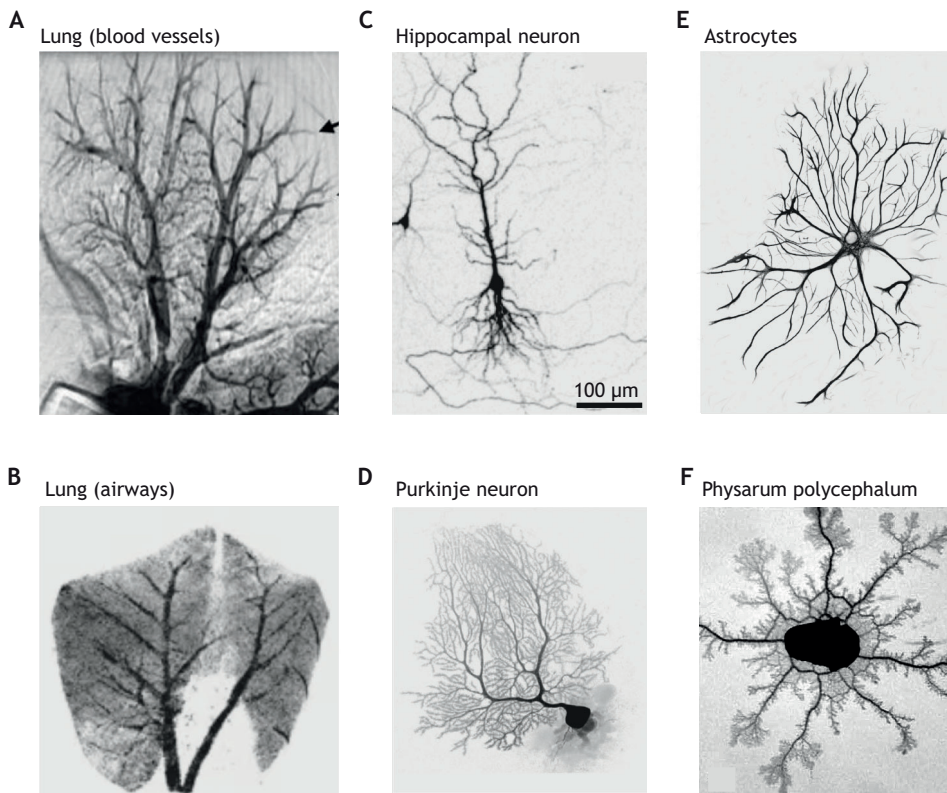 A
Lung (blood vessels)
C
Hippocampal neuron
E
Astrocytes
100 µm
B
Lung (airways)
D
Purkinje neuron
F
Physarum polycephalum